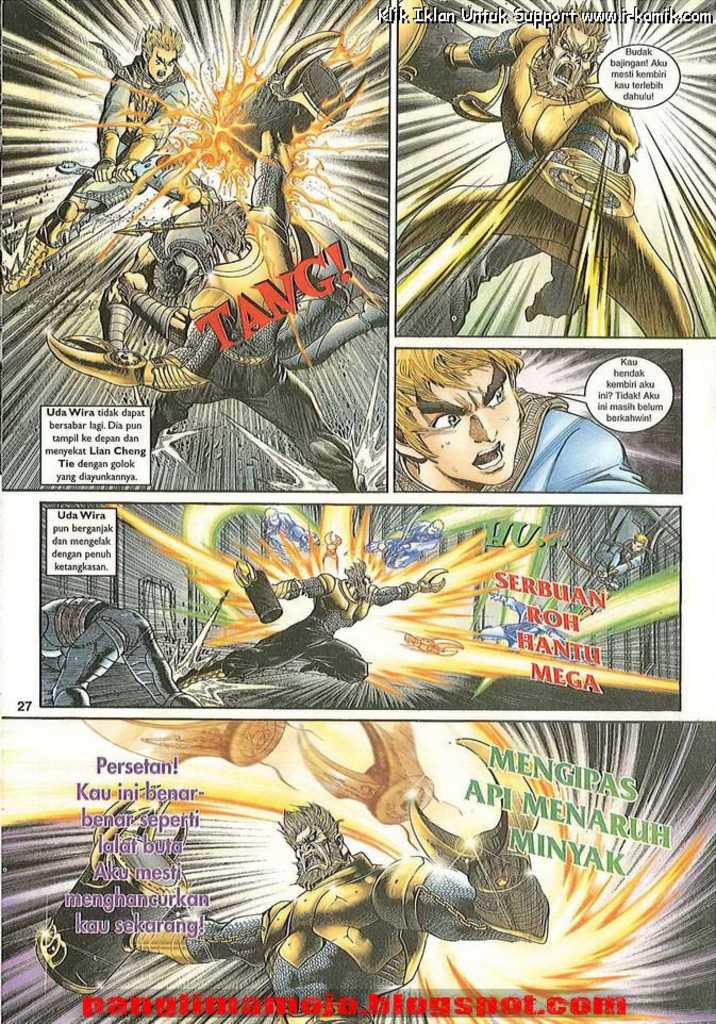 Klik Iklan Untuk Support www.i-komik.com
TANG!
Uda Wira tidak dapat
bersabar lagi. Dia pun
tampil ke depan dan
menyekat Lian Cheng
Tie dengan golok
yang diayunkannya.
Budak
bajingan! Aku
mesti kembiri
kau terlebih
dahulu!
Kau
hendak
kembiri aku
ini? Tidak! Aku
ini masih belum
berkahwin!
Uda Wira
pun berganjak
dan mengelak
dengan penuh
ketangkasan.
HU...
SERBUAN
ROH
HANTU
MEGA
27
Persetan!
Kau ini benar-
benar seperti
lalat buta
Aku mesti
menghancurkan
kau sekarang!
MENGIPAS
API MENARUH
MINYAK
panglimamojo.blogspot.com